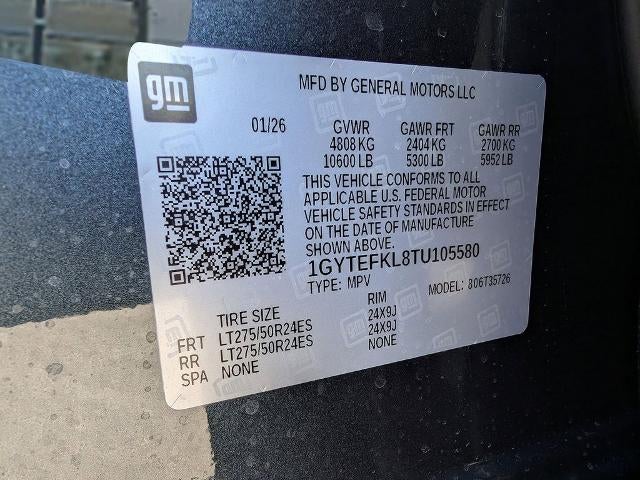 gm
MFD BY GENERAL MOTORS LLC
01/26 GVWR GAWR FRT GAWR RR
4808 KG 2404 KG 2700 KG
10600 LB 5300 LB 5952 LB
THIS VEHICLE CONFORMS TO ALL
APPLICABLE U.S. FEDERAL MOTOR
VEHICLE SAFETY STANDARDS IN EFFECT
ON THE DATE OF MANUFACTURE
SHOWN ABOVE.
1GYTEFKL8TU105580
TYPE: MPV MODEL: 806T35726
TIRE SIZE RIM
FRT LT275/50R24ES 24X9J
RR LT275/50R24ES 24X9J
SPA NONE NONE